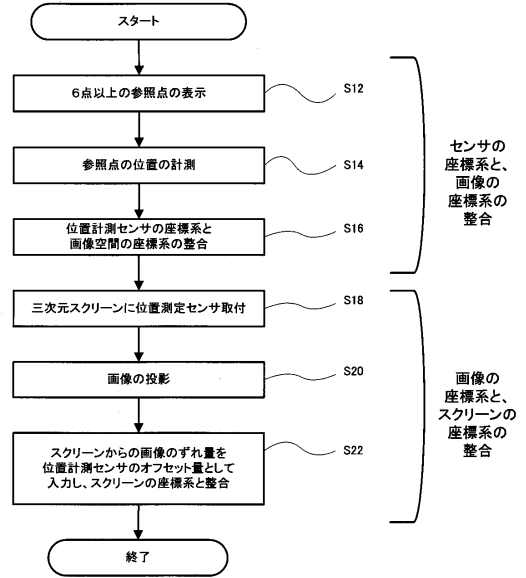 スタート
6点以上の参照点の表示
S12
参照点の位置の計測
S14
位置計測センサの座標系と
画像空間の座標系の整合
S16
センサの
座標系と、
画像の
座標系の
整合
三次元スクリーンに位置測定センサ取付
S18
画像の投影
S20
スクリーンからの画像のずれ量を
位置計測センサのオフセット量として
入力し、スクリーンの座標系と整合
S22
画像の
座標系と、
スクリーンの
座標系の
整合
終了